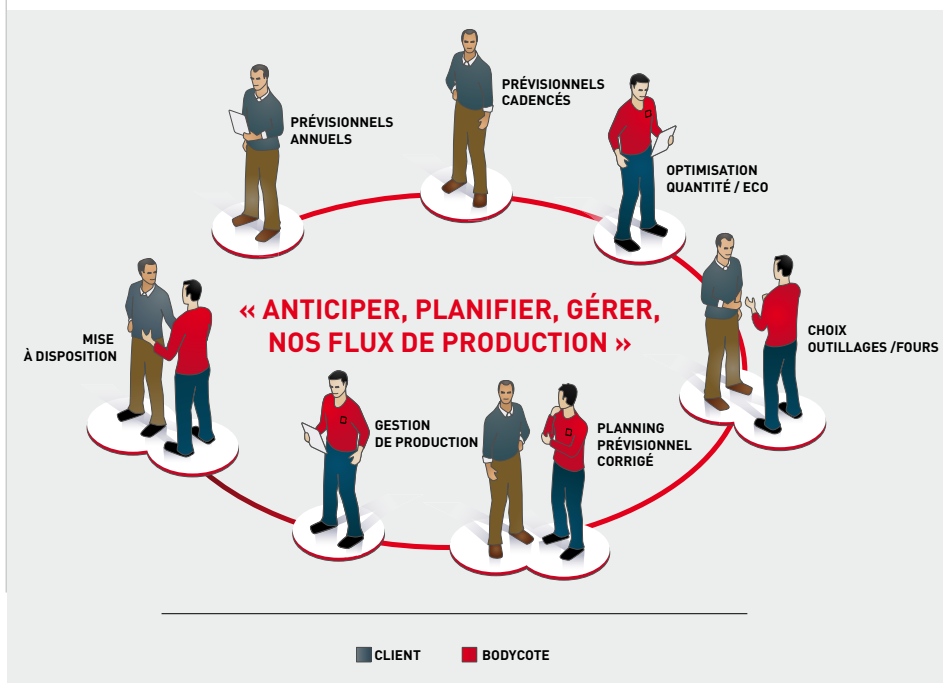 PRÉVISIONNELS
ANNUELS
PRÉVISIONNELS
CADENCÉS
OPTIMISATION
QUANTITÉ / ECO
CHOIX
OUTILLAGES /FOURS
PLANNING
PRÉVISIONNEL
CORRIGÉ
GESTION
DE PRODUCTION
MISE
À DISPOSITION
« ANTICIPER, PLANIFIER, GÉRER,
NOS FLUX DE PRODUCTION »
CLIENT
BODYCOTE